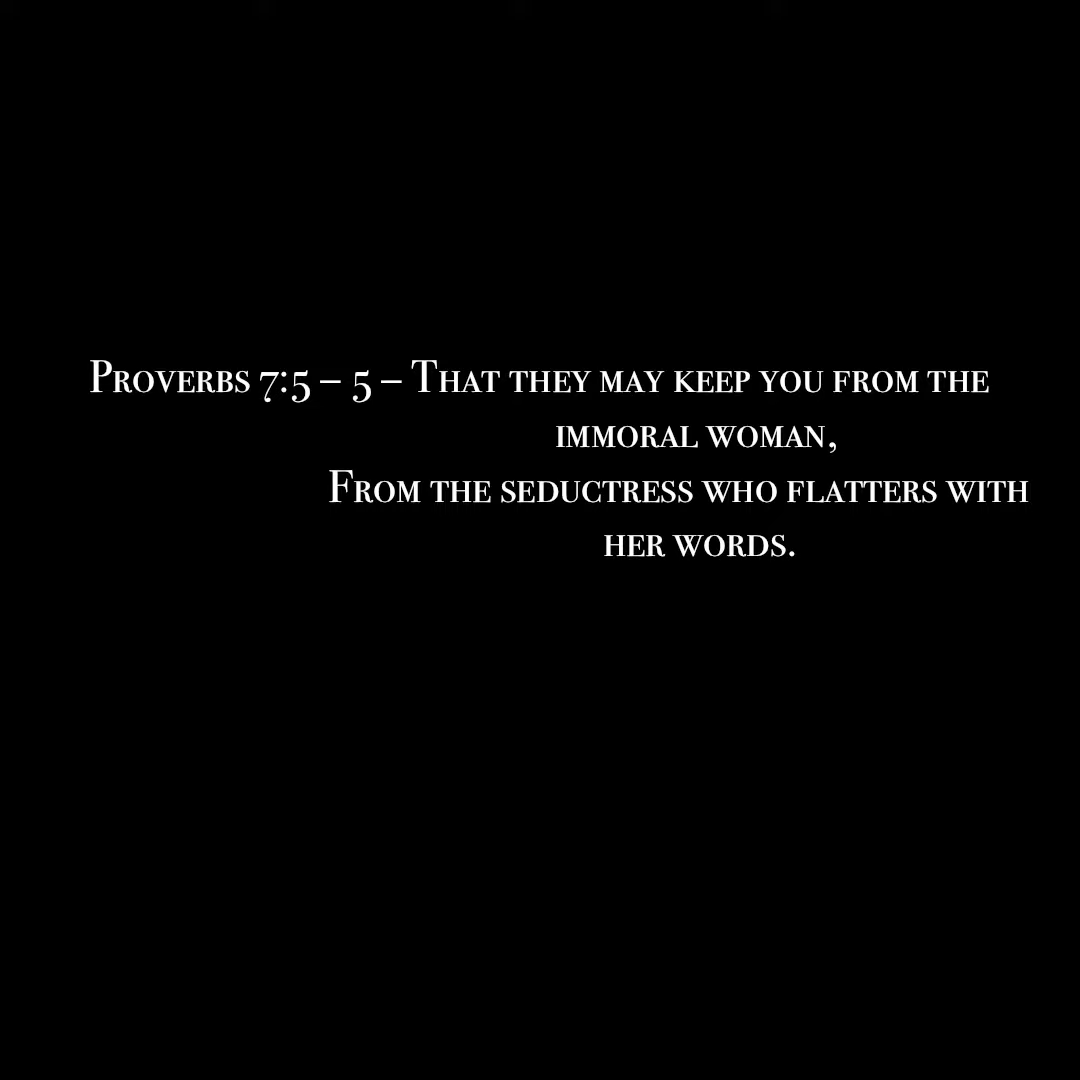 Proverbs 7:5 – 5 – That they may keep you from the
immoral woman,
From the seductress who flatters with
her words.